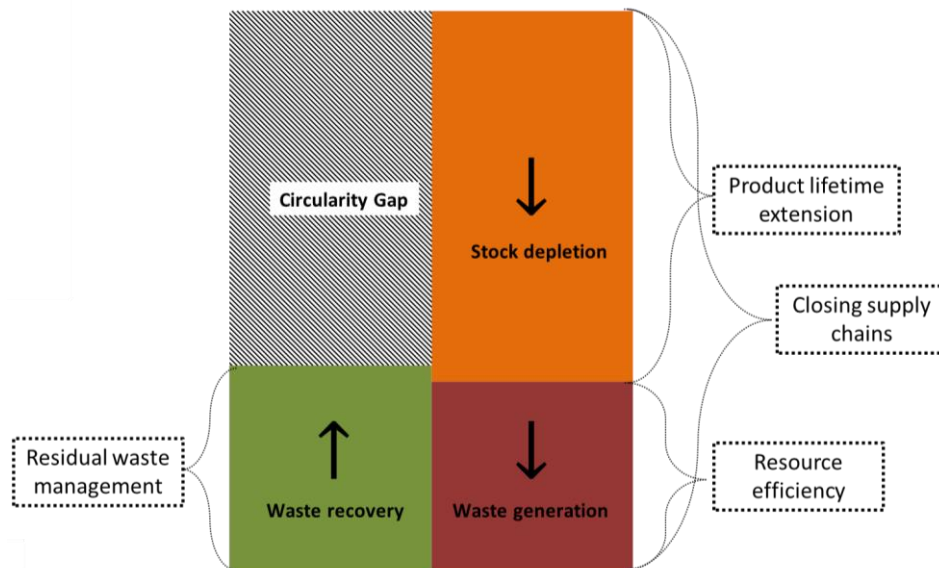 Circularity Gap
Stock depletion
Product lifetime
extension
Closing supply
chains
Residual waste
management
Waste recovery
Waste generation
Resource
efficiency